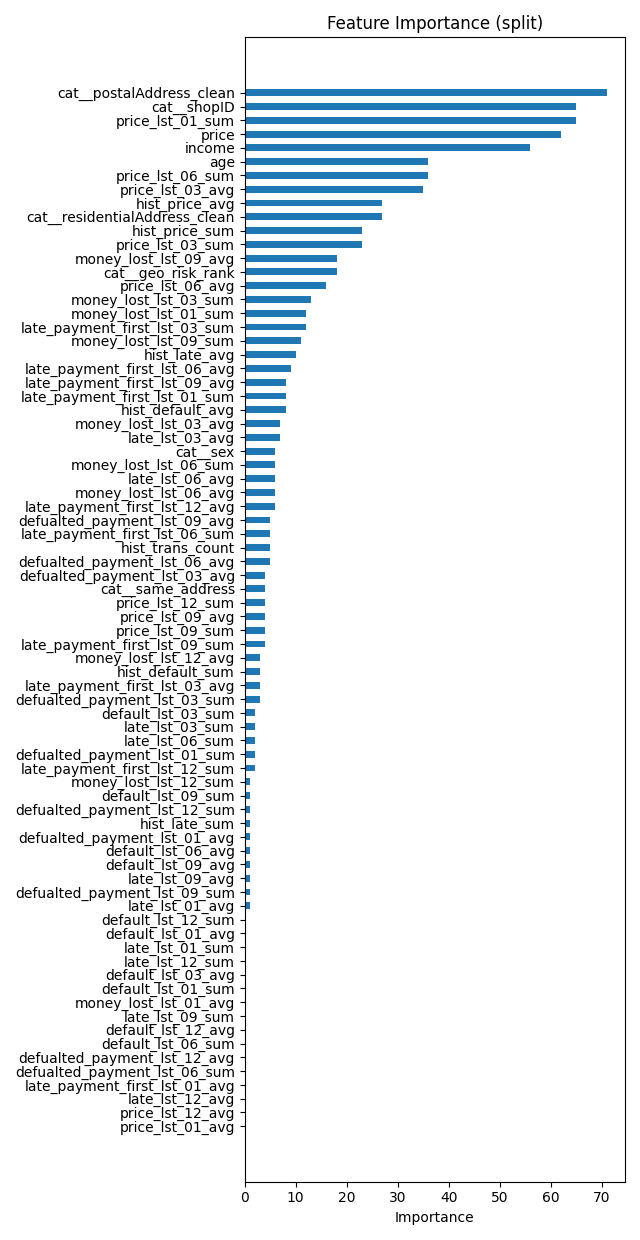 Feature Importance (split)
cat__postalAddress_clean
cat__shopID
price_lst_01_sum
price
income
age
price_lst_06_sum
price_lst_03_avg
hist_price_avg
cat__residentialAddress_clean
hist_price_sum
price_lst_03_sum
money_lost_lst_09_avg
cat__geo_risk_rank
price_lst_06_avg
money_lost_lst_03_sum
money_lost_lst_01_sum
late_payment_first_lst_03_sum
money_lost_lst_09_sum
hist_late_avg
late_payment_first_lst_06_avg
late_payment_first_lst_09_avg
late_payment_first_lst_01_sum
hist_default_avg
money_lost_lst_03_avg
late_lst_03_avg
cat__sex
money_lost_lst_06_sum
late_lst_06_avg
money_lost_lst_06_avg
late_payment_first_lst_12_avg
defualted_payment_lst_09_avg
late_payment_first_lst_06_sum
hist_trans_count
defualted_payment_lst_06_avg
defualted_payment_lst_03_avg
cat__same_address
price_lst_12_sum
price_lst_09_avg
price_lst_09_sum
late_payment_first_lst_09_sum
money_lost_lst_12_avg
hist_default_sum
late_payment_first_lst_03_avg
defualted_payment_lst_03_sum
default_lst_03_sum
late_lst_03_sum
late_lst_06_sum
defualted_payment_lst_01_sum
late_payment_first_lst_12_sum
money_lost_lst_12_sum
default_lst_09_sum
defualted_payment_lst_12_sum
hist_late_sum
defualted_payment_lst_01_avg
default_lst_06_avg
default_lst_09_avg
late_lst_09_avg
defualted_payment_lst_09_sum
late_lst_01_avg
default_lst_12_sum
default_lst_01_avg
late_lst_01_sum
late_lst_12_sum
default_lst_03_avg
default_lst_01_sum
money_lost_lst_01_avg
late_lst_09_sum
default_lst_12_avg
default_lst_06_sum
defualted_payment_lst_12_avg
defualted_payment_lst_06_sum
late_payment_first_lst_01_avg
late_lst_12_avg
price_lst_12_avg
price_lst_01_avg
0 10 20 30 40 50 60 70
Importance